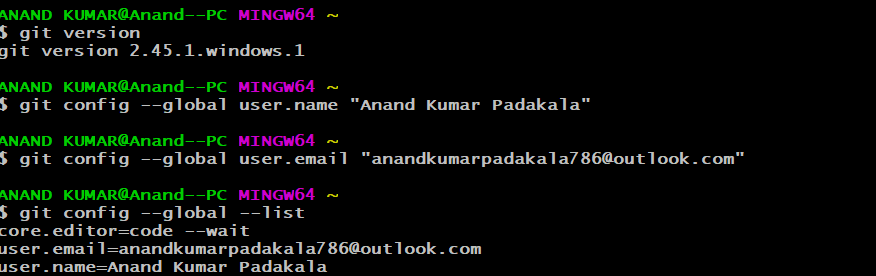 ANAND KUMAR@Anand--PC MINGW64 ~
$ git version
git version 2.45.1.windows.1
ANAND KUMAR@Anand--PC MINGW64 ~
$ git config --global user.name "Anand Kumar Padakala"
ANAND KUMAR@Anand--PC MINGW64 ~
$ git config --global user.email "anandkumarpadakala786@outlook.com"
ANAND KUMAR@Anand--PC MINGW64 ~
$ git config --global --list
core.editor=code --wait
user.email=anandkumarpadakala786@outlook.com
user.name=Anand Kumar Padakala